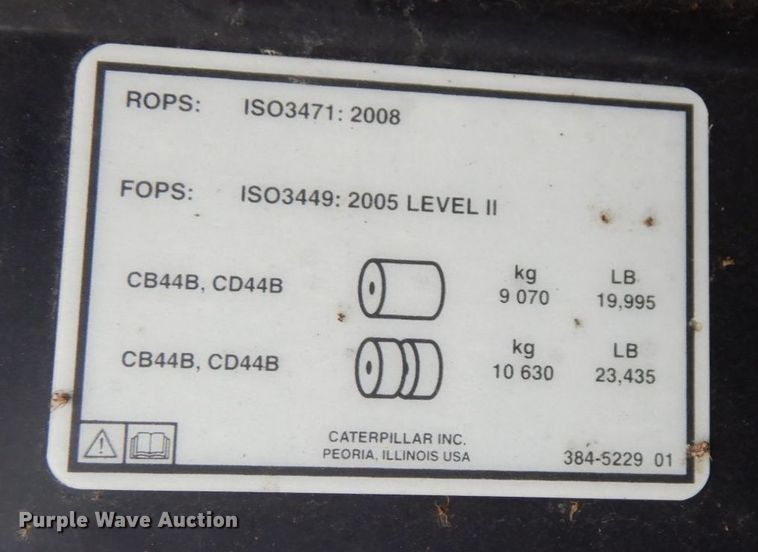 ROPS: ISO3471: 2008
FOPS: ISO3449: 2005 LEVEL II
CB44B, CD44B kg LB
9 070 19,995
CB44B, CD44B kg LB
10 630 23,435
CATERPILLAR INC.
PEORIA, ILLINOIS USA 384-5229 01
Purple Wave Auction